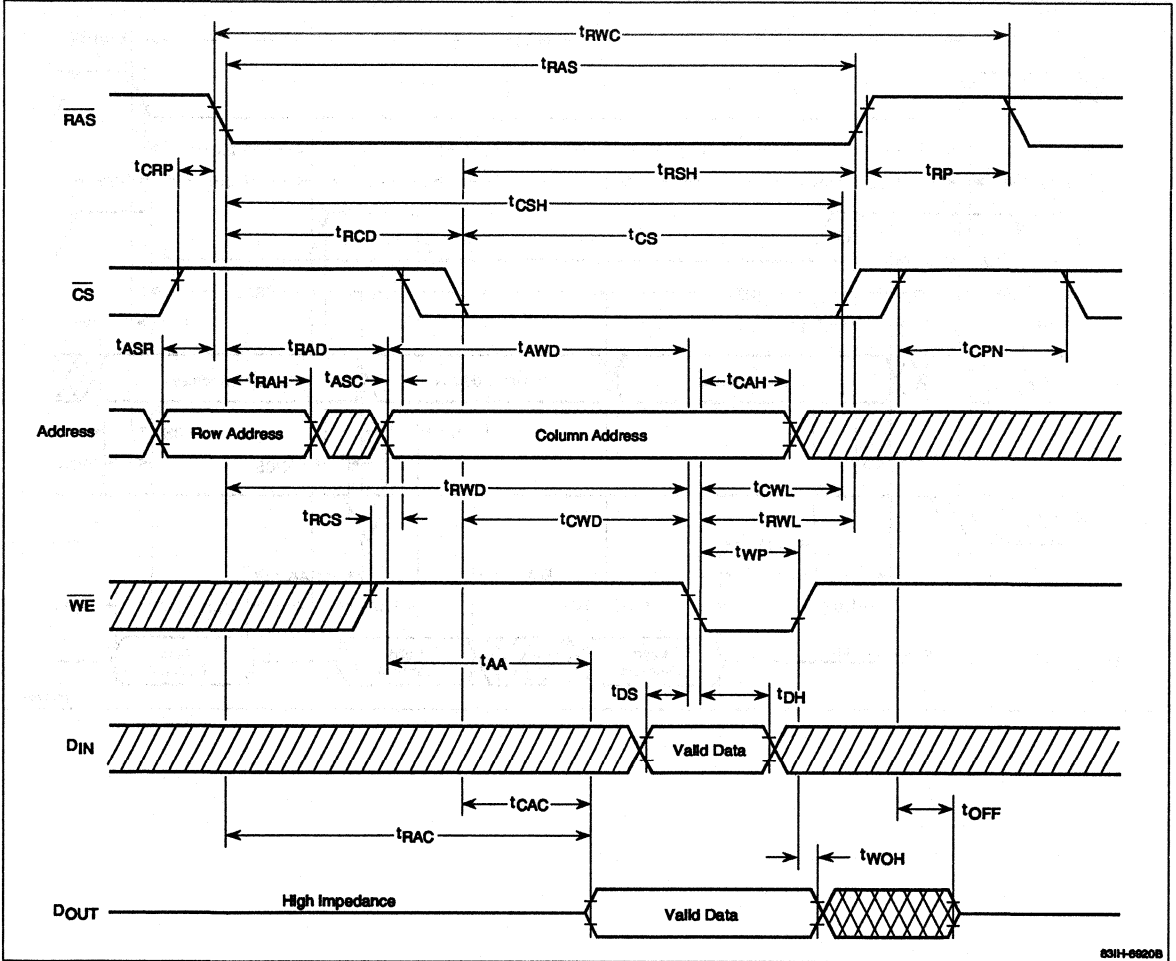 tRWC
tRAS
RAS
tCRP
tRSH
tRP
tCSH
tRCD
tCS
CS
tASR
tRAD
tAWD
tCPN
tRAH
tASC
tCAH
Address
Row Address
Column Address
tRWD
tCWL
tRCS
tCWD
tRWL
tWP
WE
tAA
tDS
tDH
DIN
Valid Data
tCAC
tOFF
tRAC
tWOH
High Impedance
DOUT
Valid Data
83IH-6920B